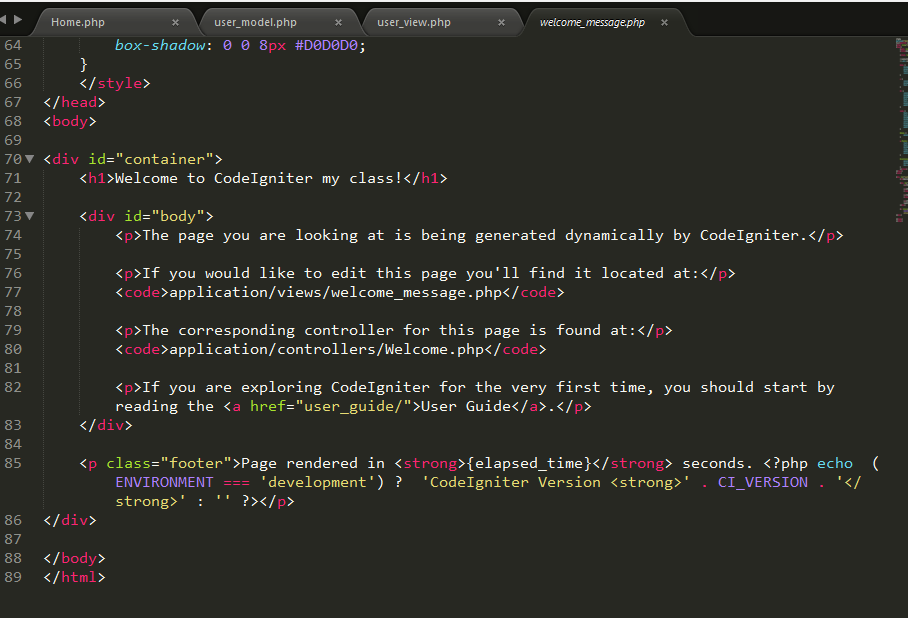 Home.php × user_model.php × user_view.php × welcome_message.php ×
64 box-shadow: 0 0 8px #D0D0D0;
65 }
66 </style>
67 </head>
68 <body>
69
70 <div id="container">
71 <h1>Welcome to CodeIgniter my class!</h1>
72
73 <div id="body">
74 <p>The page you are looking at is being generated dynamically by CodeIgniter.</p>
75
76 <p>If you would like to edit this page you'll find it located at:</p>
77 <code>application/views/welcome_message.php</code>
78
79 <p>The corresponding controller for this page is found at:</p>
80 <code>application/controllers/Welcome.php</code>
81
82 <p>If you are exploring CodeIgniter for the very first time, you should start by
reading the <a href="user_guide/">User Guide</a>.</p>
83 </div>
84
85 <p class="footer">Page rendered in <strong>{elapsed_time}</strong> seconds. <?php echo  (
ENVIRONMENT === 'development') ?  'CodeIgniter Version <strong>' . CI_VERSION . '</
strong>' : '' ?></p>
86 </div>
87
88 </body>
89 </html>